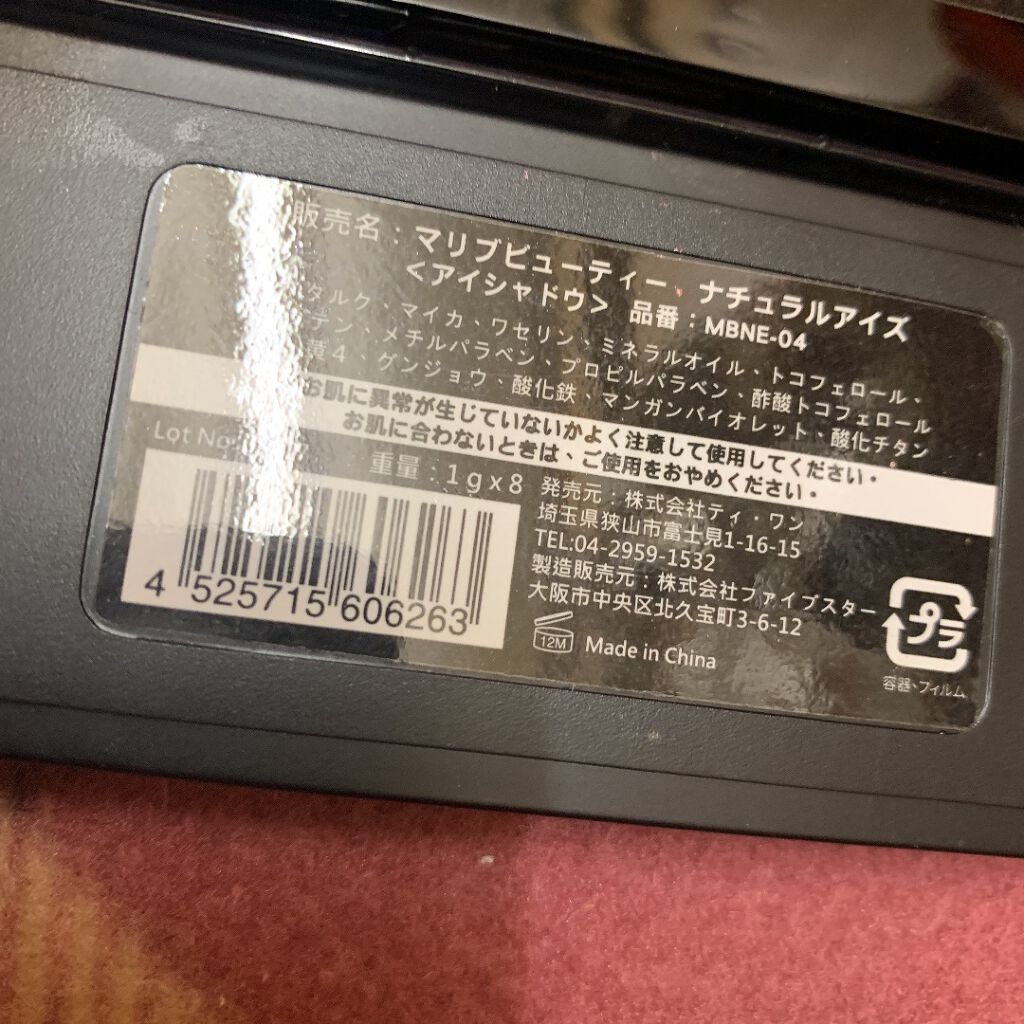 販売名：マリブビューティー、ナチュラルアイズ
＜アイシャドウ＞ 品番：MBNE-04
タルク、マイカ、ワセリン、ミネラルオイル、トコフェロール、
テン、メチルパラベン、プロピルパラベン、酢酸トコフェロール
黄4、グンジョウ、酸化鉄、マンガンバイオレット、酸化チタン
お肌に異常が生じていないかよく注意して使用してください。
お肌に合わないときは、ご使用をおやめください。
Lot No
重量：1gx8
4 525715 606263
発売元：株式会社ティ・ワン
埼玉県狭山市富士見1-16-15
TEL:04-2959-1532
製造販売元：株式会社ファイブスター
大阪市中央区北久宝町3-6-12
12M
Made in China
プラ
容器、フィルム